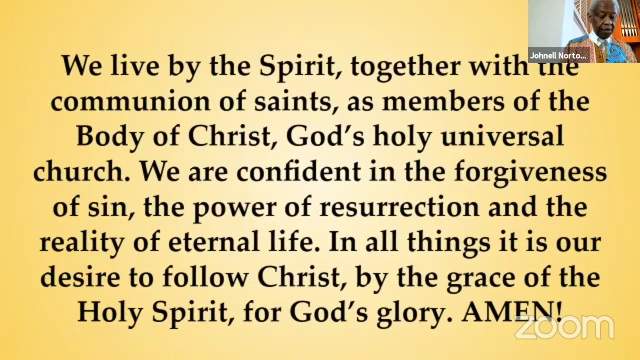 We live by the Spirit, together with the
communion of saints, as members of the
Body of Christ, God's holy universal
church. We are confident in the forgiveness
of sin, the power of resurrection and the
reality of eternal life. In all things it is our
desire to follow Christ, by the grace of the
Holy Spirit, for God's glory. AMEN!
Johnell Norto...
zoom